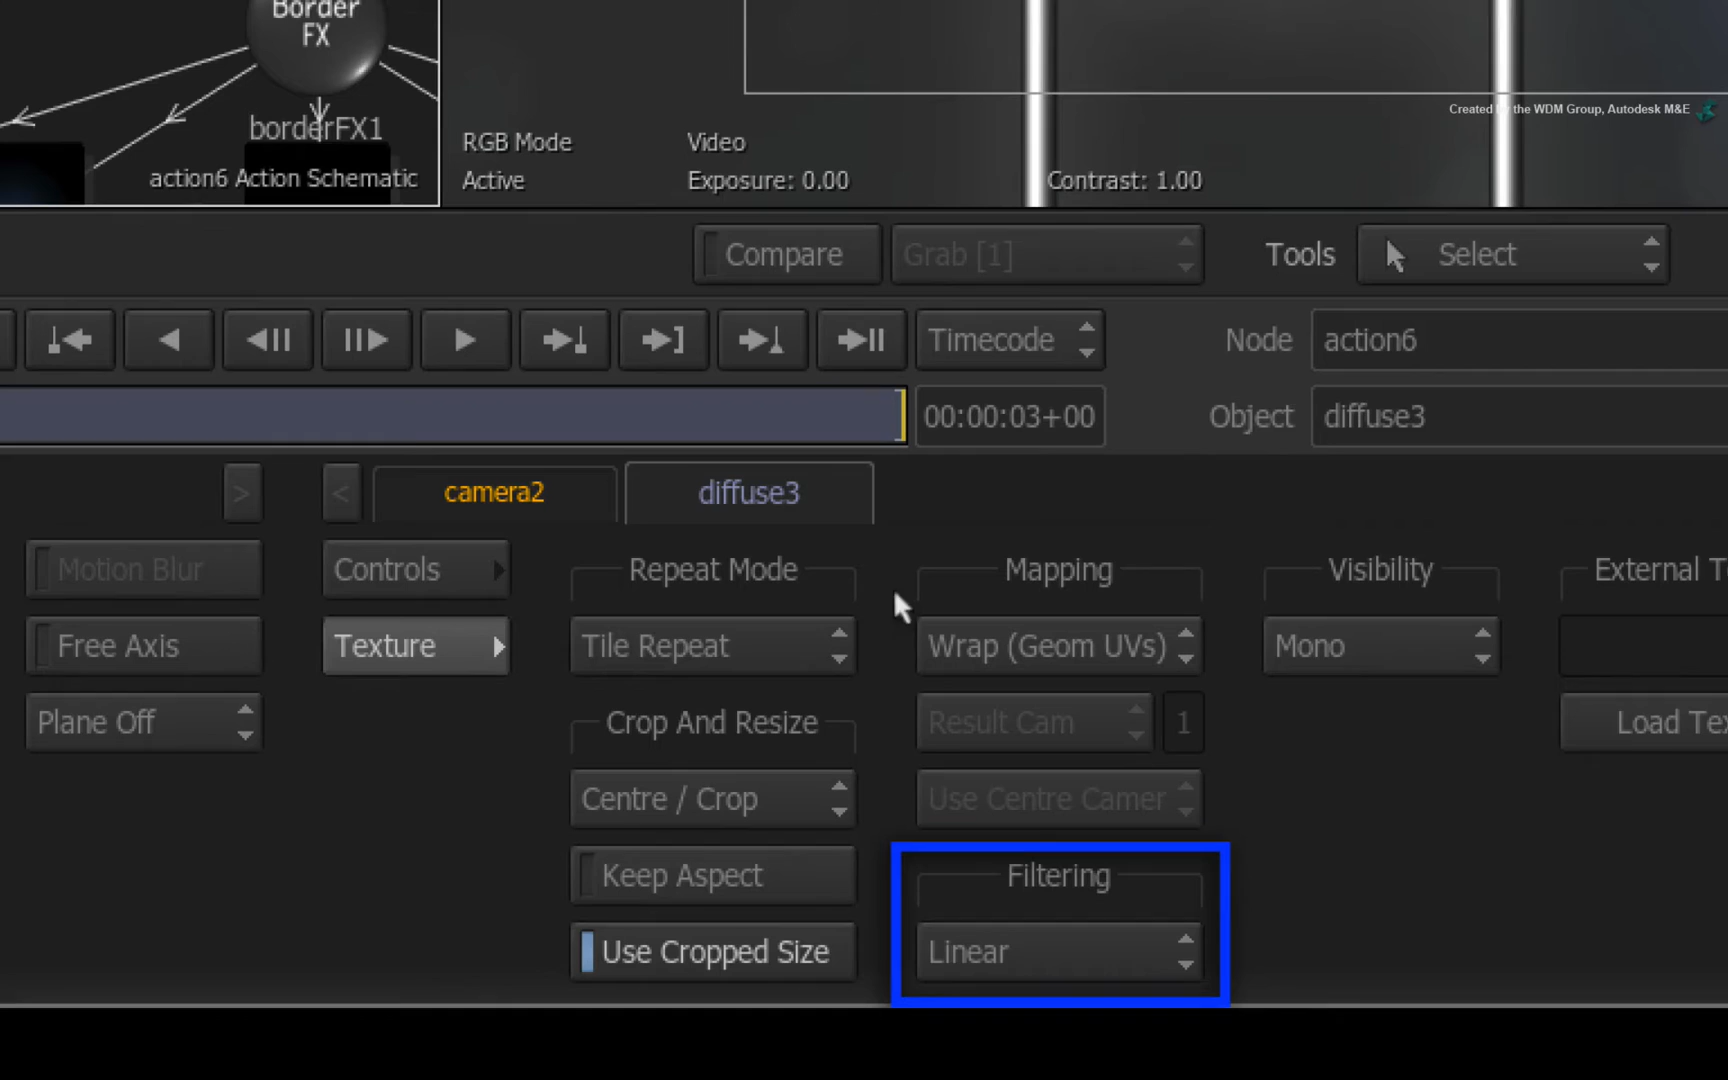 Border
FX
borderFX1
action6 Action Schematic
RGB Mode
Video
Active
Exposure: 0.00
Contrast: 1.00
the WDM Group, Autodesk M&E
Compare
Grab [1]
Tools
Select
Timecode
Node
action6
00:00:03+00
Object
diffuse3
>
<
camera2
diffuse3
Motion Blur
Controls
Repeat Mode
Mapping
Visibility
External
Free Axis
Texture
Tile Repeat
Wrap (Geom UVs)
Mono
Plane Off
Crop And Resize
Result Cam
1
Load
Centre / Crop
Use Centre Camer
Keep Aspect
Filtering
Use Cropped Size
Linear